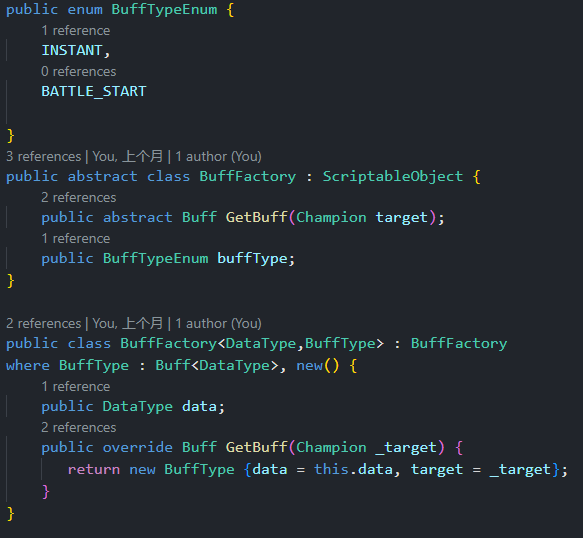 public enum BuffTypeEnum {
1 reference
INSTANT,
0 references
BATTLE_START
}
3 references | You, 上个月 | 1 author (You)
public abstract class BuffFactory : ScriptableObject {
2 references
public abstract Buff GetBuff(Champion target);
1 reference
public BuffTypeEnum buffType;
}
2 references | You, 上个月 | 1 author (You)
public class BuffFactory<DataType,BuffType> : BuffFactory
where BuffType : Buff<DataType>, new() {
1 reference
public DataType data;
2 references
public override Buff GetBuff(Champion _target) {
return new BuffType {data = this.data, target = _target};
}
}